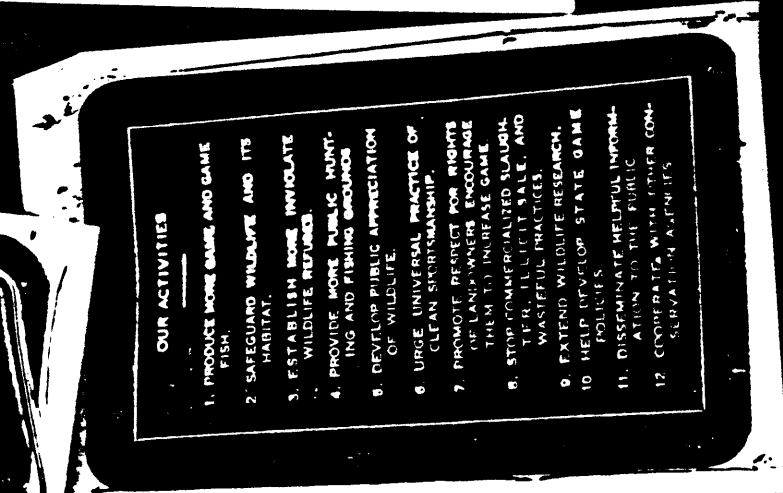 OUR ACTIVITIES
1. PRODUCE MORE GAME AND GAME
FISH.
2 SAFEGUARD WILDLIFE AND ITS
HABITAT.
3. ESTABLISH MORE INVIOLATE
WILDLIFE REFUGES.
4. PROVIDE MORE PUBLIC HUNT-
ING AND FISHING GROUNDS
5. DEVELOP PUBLIC APPRECIATION
OF WILDLIFE.
6. URGE UNIVERSAL PRACTICE OF
CLEAN SPORTSMANSHIP.
7. PROMOTE RESPECT FOR RIGHTS
OF LANDOWNERS ENCOURAGE
THEM TO INCREASE GAME.
8. STOP COMMERCIALIZED SLAUGH-
TER, ILLICIT SALE, AND
WASTEFUL PRACTICES.
9. EXTEND WILDLIFE RESEARCH.
10 HELP DEVELOP STATE GAME
POLICIES
11. DISSEMINATE HELPFUL INFORM-
ATION TO THE PUBLIC
12. COOPERATE WITH OTHER CON-
SERVATION AGENCIES